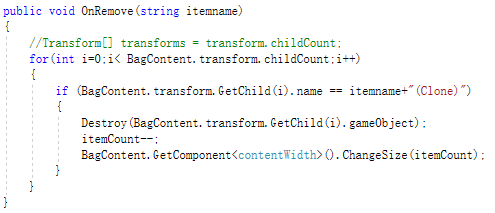 public void OnRemove(string itemname)
{
//Transform[] transforms = transform.childCount;
for(int i=0;i< BagContent.transform.childCount;i++)
{
if (BagContent.transform.GetChild(i).name == itemname+"(Clone)")
{
Destroy(BagContent.transform.GetChild(i).gameObject);
itemCount--;
BagContent.GetComponent<contentWidth>().ChangeSize(itemCount);
}
}
}